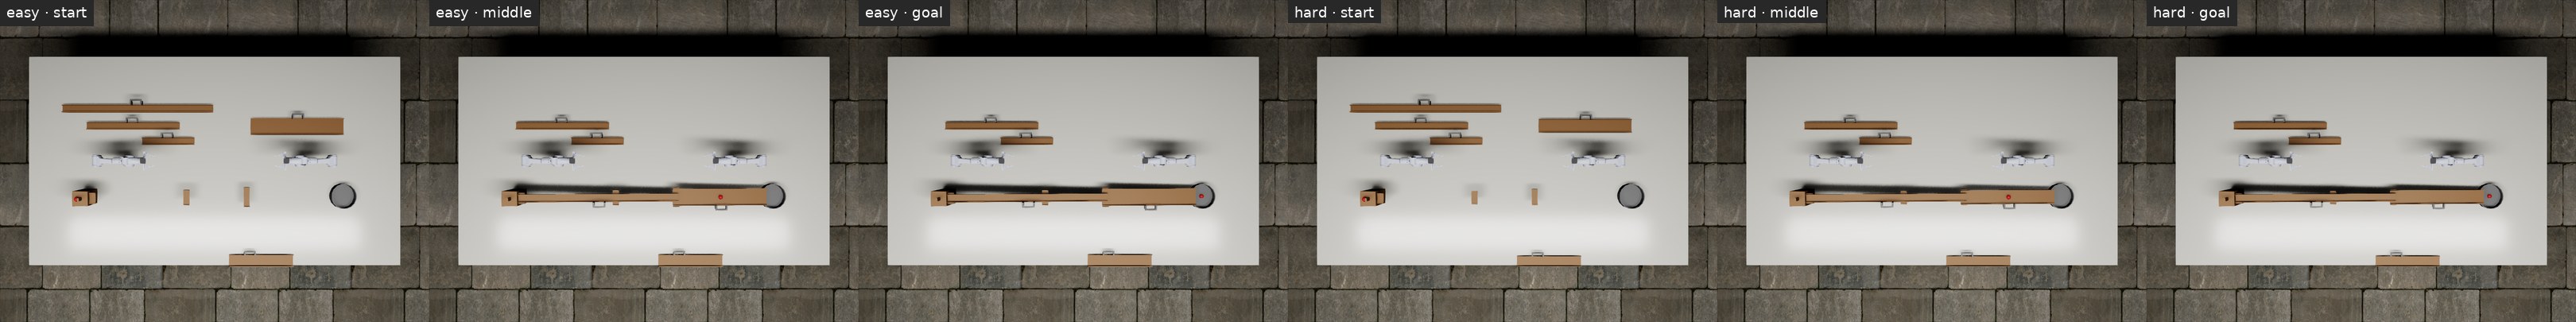 easy · start
easy · middle
easy · goal
hard · start
hard · middle
hard · goal